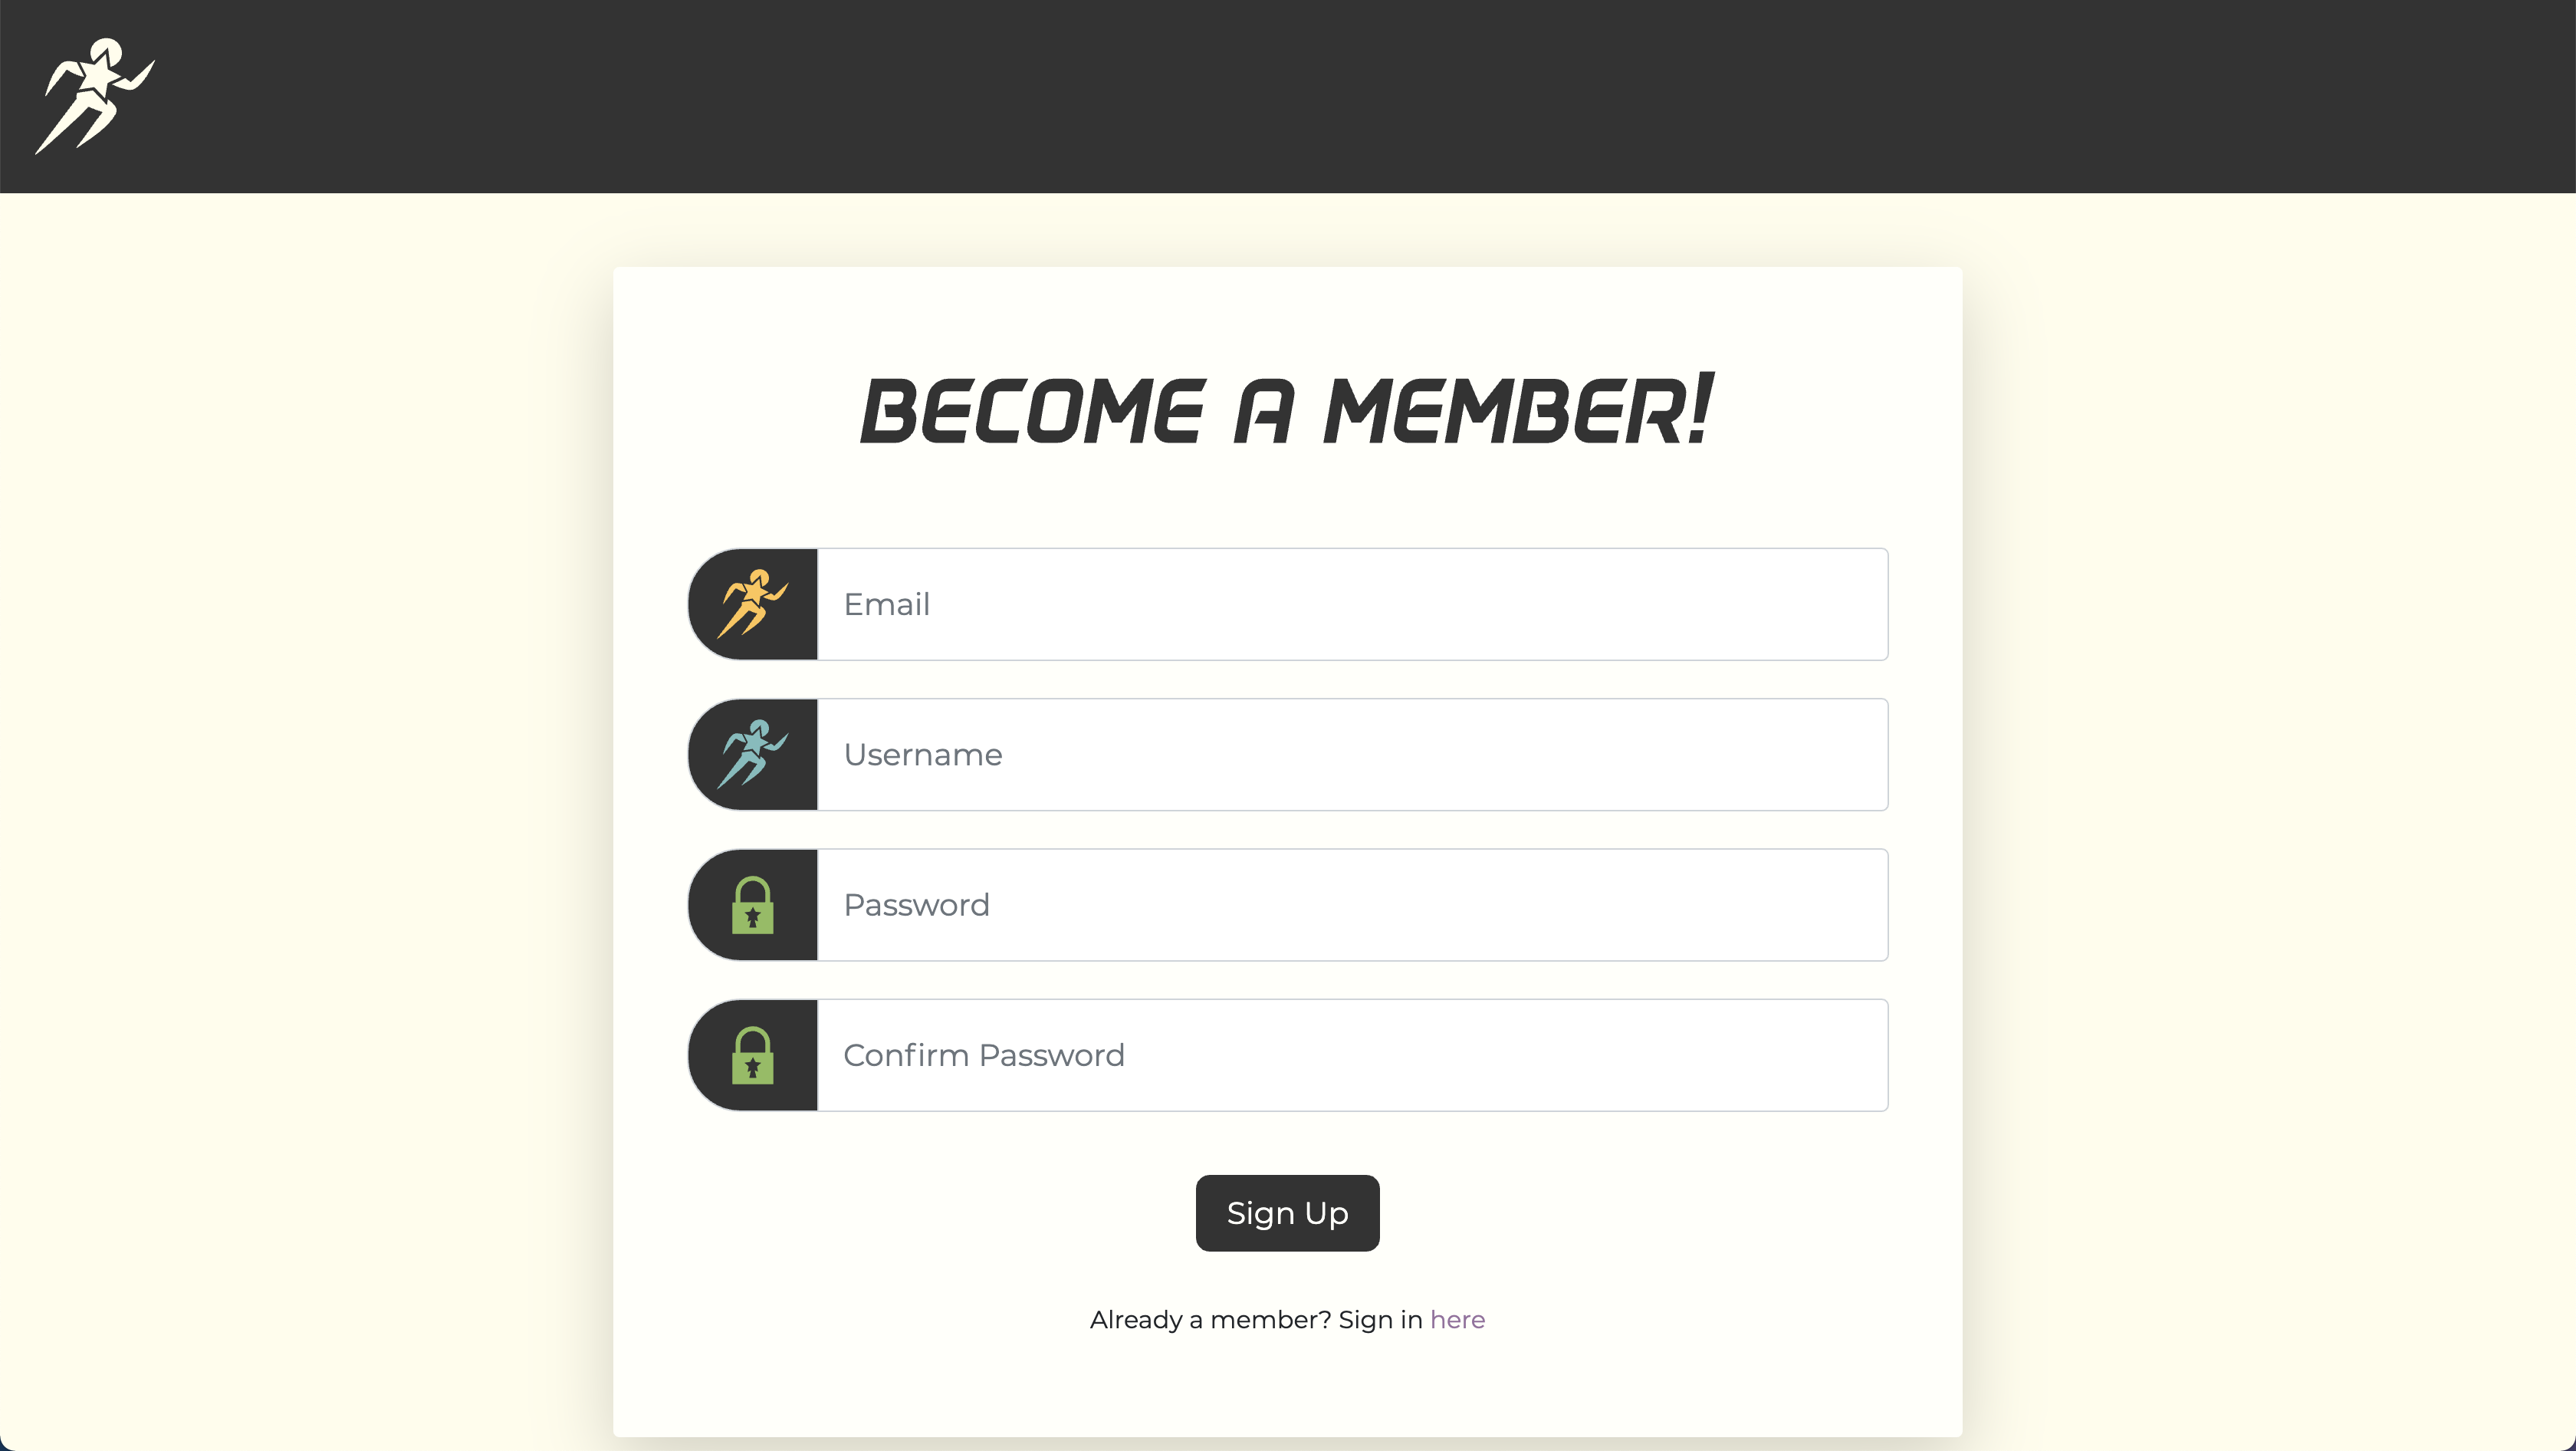 BECOME A MEMBER!
Email
Username
Password
Confirm Password
Sign Up
Already a member? Sign in here